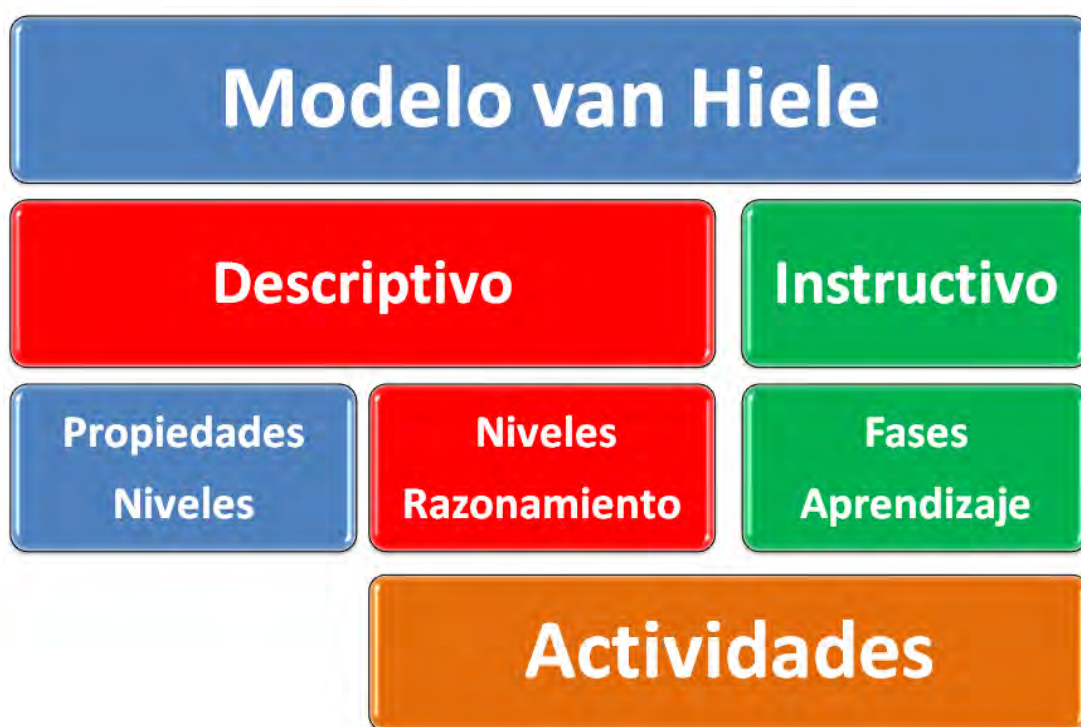 Modelo van Hiele
Descriptivo
Instructivo
Propiedades
Niveles
Niveles
Razonamiento
Fases
Aprendizaje
Actividades